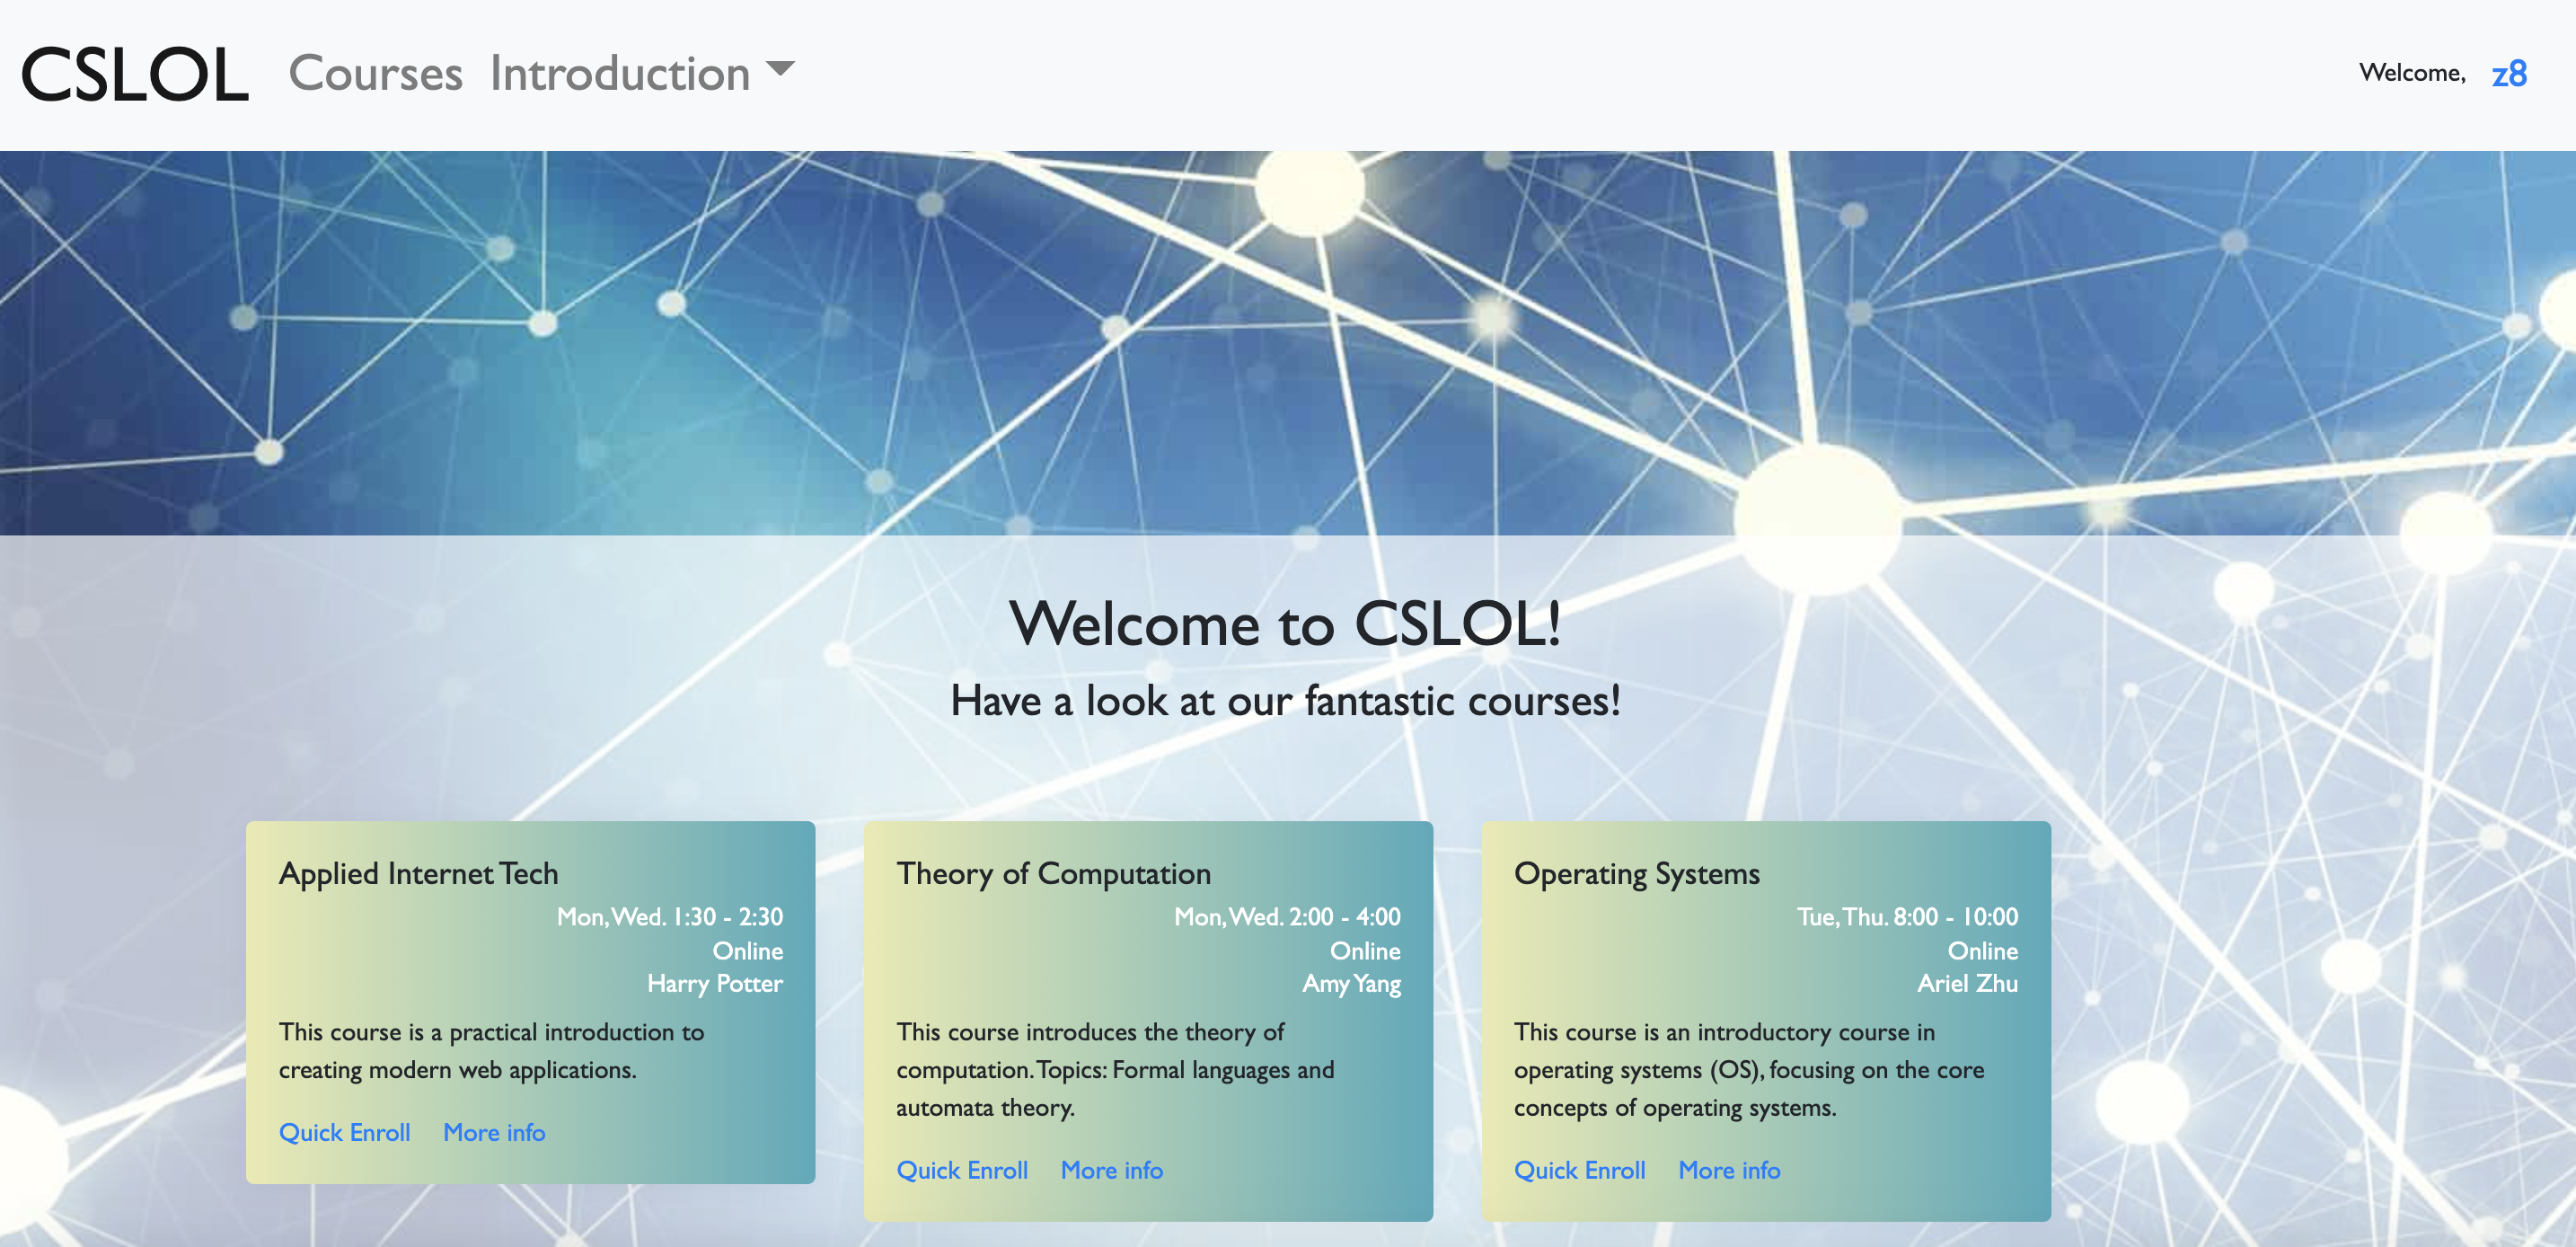 CSLOL Courses Introduction Welcome, z8
Welcome to CSLOL!
Have a look at our fantastic courses!
Applied Internet Tech
Mon, Wed. 1:30 - 2:30
Online
Harry Potter
This course is a practical introduction to
creating modern web applications.
Quick Enroll More info
Theory of Computation
Mon, Wed. 2:00 - 4:00
Online
Amy Yang
This course introduces the theory of
computation. Topics: Formal languages and
automata theory.
Quick Enroll More info
Operating Systems
Tue, Thu. 8:00 - 10:00
Online
Ariel Zhu
This course is an introductory course in
operating systems (OS), focusing on the core
concepts of operating systems.
Quick Enroll More info